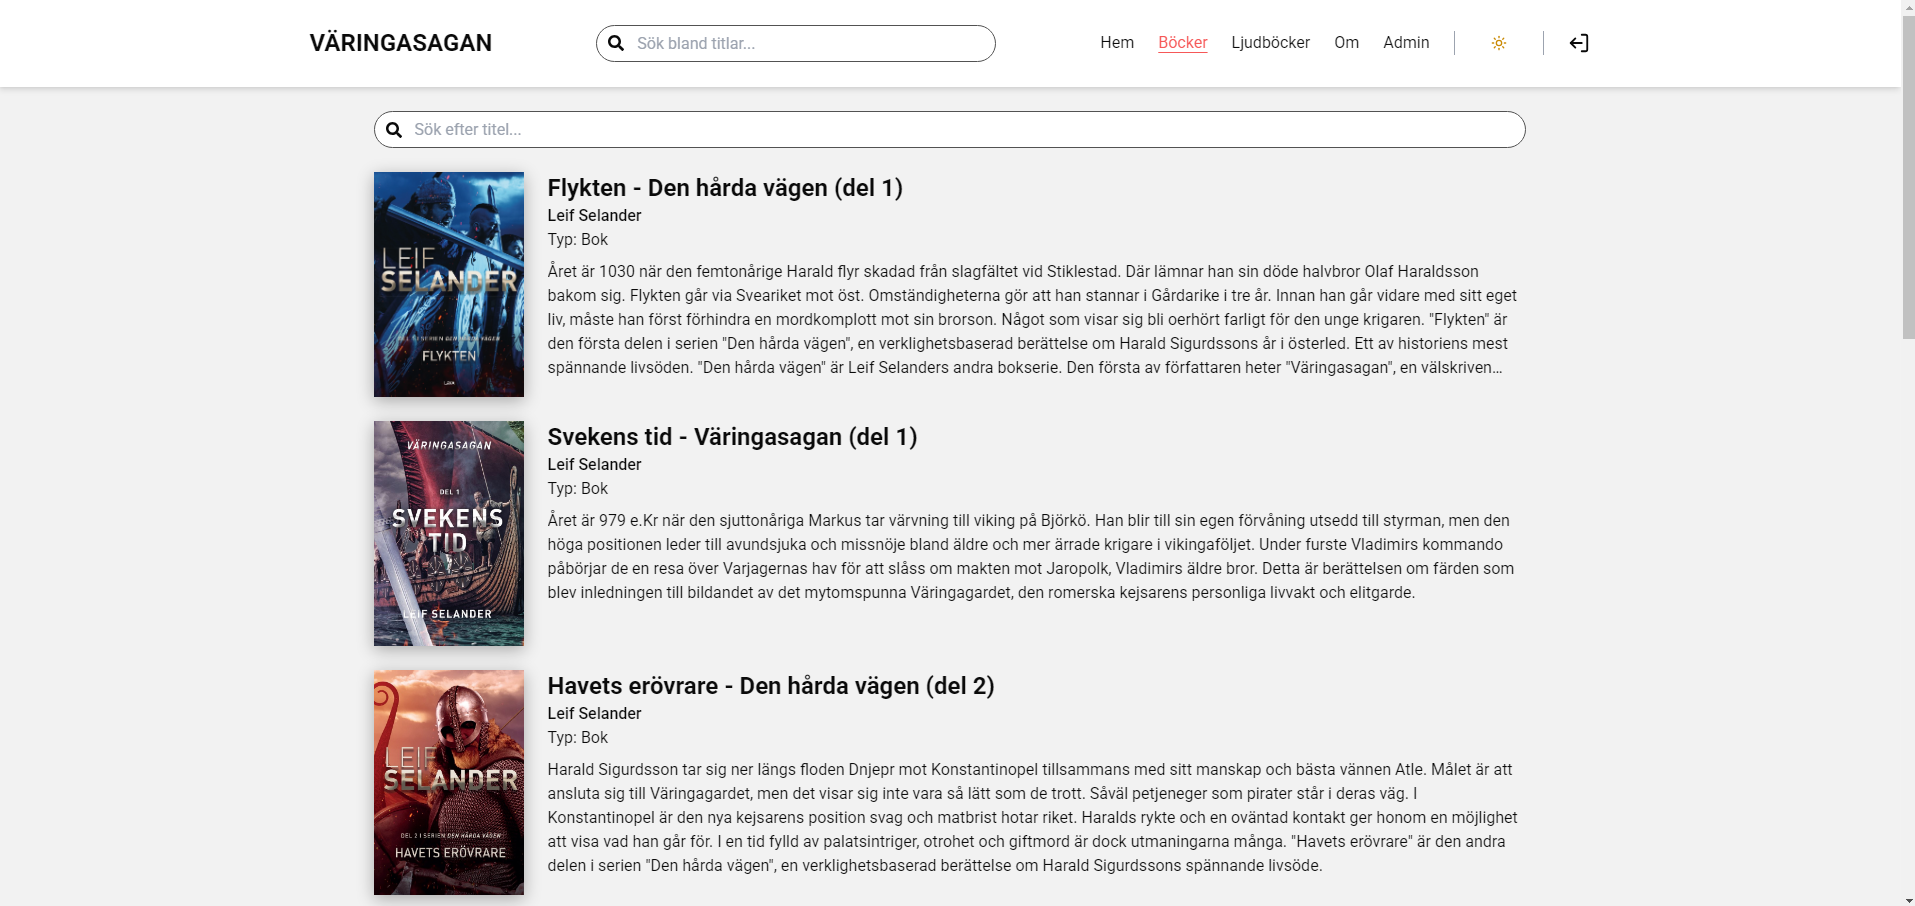 VÄRINGASAGAN
Sök bland titlar...
Hem Böcker Ljudböcker Om Admin
Sök efter titel...
LEIF
SELANDER
DEN HÅRDA VÄGEN
FLYKTEN
Flykten - Den hårda vägen (del 1)
Leif Selander
Typ: Bok
Året är 1030 när den femtonårige Harald flyr skadad från slagfältet vid Stiklestad. Där lämnar han sin döde halvbror Olaf Haraldsson
bakom sig. Flykten går via Sveariket mot öst. Omständigheterna gör att han stannar i Gårdarike i tre år. Innan han går vidare med sitt eget
liv, måste han först förhindra en mordkomplott mot sin brorson. Något som visar sig bli oerhört farligt för den unge krigaren. "Flykten" är
den första delen i serien "Den hårda vägen", en verklighetsbaserad berättelse om Harald Sigurdssons år i österled. Ett av historiens mest
spännande livsöden. "Den hårda vägen" är Leif Selanders andra bokserie. Den första av författaren heter "Väringasagan", en välskriven...
VÄRINGASAGAN
DEL 1
SVEKENS
TID
LEIF SELANDER
Svekens tid - Väringasagan (del 1)
Leif Selander
Typ: Bok
Året är 979 e.Kr när den sjuttonåriga Markus tar värvning till viking på Björkö. Han blir till sin egen förvåning utsedd till styrman, men den
höga positionen leder till avundsjuka och missnöje bland äldre och mer ärrade krigare i vikingaföljet. Under furste Vladimirs kommando
påbörjar de en resa över Varjagernas hav för att slåss om makten mot Jaropolk, Vladimirs äldre bror. Detta är berättelsen om färden som
blev inledningen till bildandet av det mytomspunna Väringagardet, den romerska kejsarens personliga livvakt och elitgarde.
LEIF
SELANDER
DEL 2 I SERIEN DEN HÅRDA VÄGEN
HAVETS ERÖVRARE
Havets erövrare - Den hårda vägen (del 2)
Leif Selander
Typ: Bok
Harald Sigurdsson tar sig ner längs floden Dnjepr mot Konstantinopel tillsammans med sitt manskap och bästa vännen Atle. Målet är att
ansluta sig till Väringagardet, men det visar sig inte vara så lätt som de trott. Såväl petjeneger som pirater står i deras väg. I
Konstantinopel är den nya kejsarens position svag och matbrist hotar riket. Haralds rykte och en oväntad kontakt ger honom en möjlighet
att visa vad han går för. I en tid fylld av palatsintriger, otrohet och giftmord är dock utmaningarna många. "Havets erövrare" är den andra
delen i serien "Den hårda vägen", en verklighetsbaserad berättelse om Harald Sigurdssons spännande livsöde.